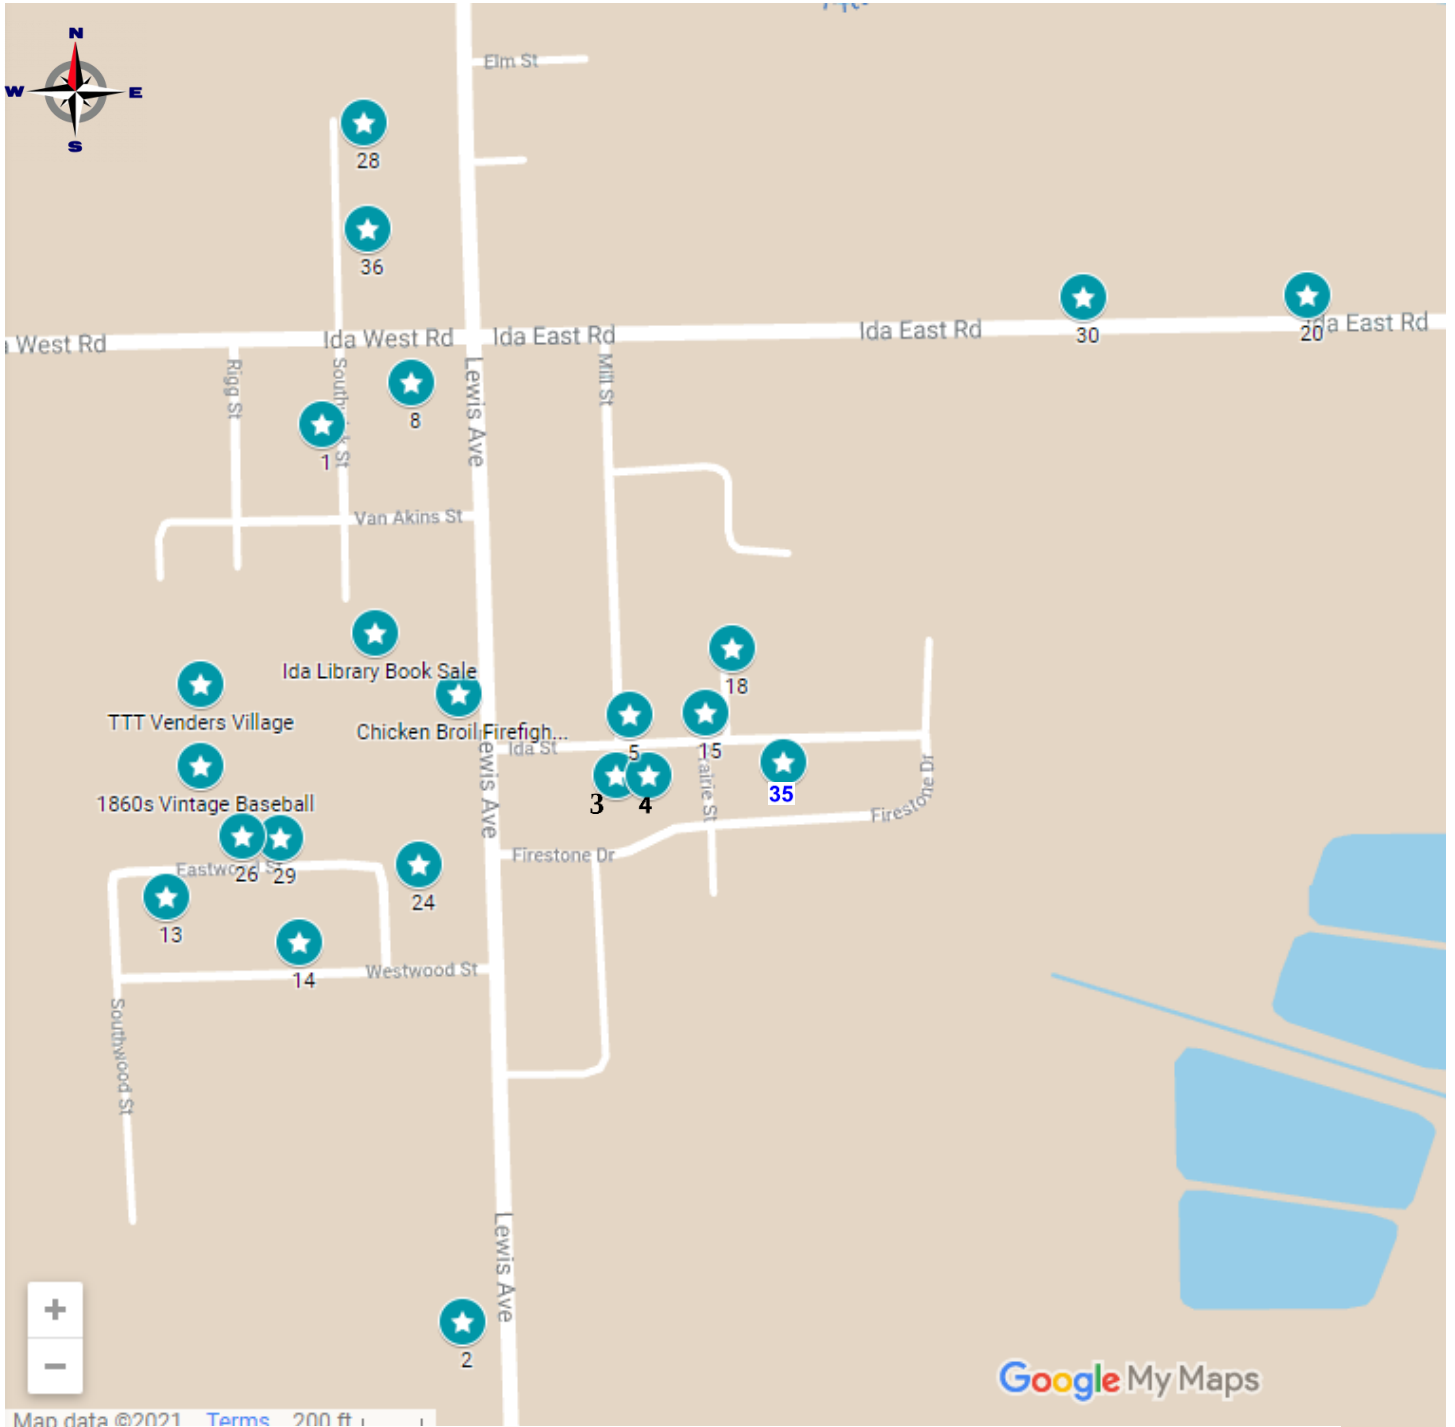 N
W E
S
Elm St
28
36
30
20
West Rd
Ida West Rd
Ida East Rd
Ida East Rd
East Rd
Rigg St
St
Lewis Ave
Mill St
8
1
Van Akins St
Ida Library Book Sale
18
TTT Venders Village
Chicken Broil Firefigh...
Ida St
5
15
35
3
4
1860s Vintage Baseball
Lewis Ave
St
Firestone Dr
Firestone Dr
26
29
24
13
14
Westwood St
Southwood St
Lewis Ave
2
+
−
Google My Maps
Map data ©2021 Terms 200 ft